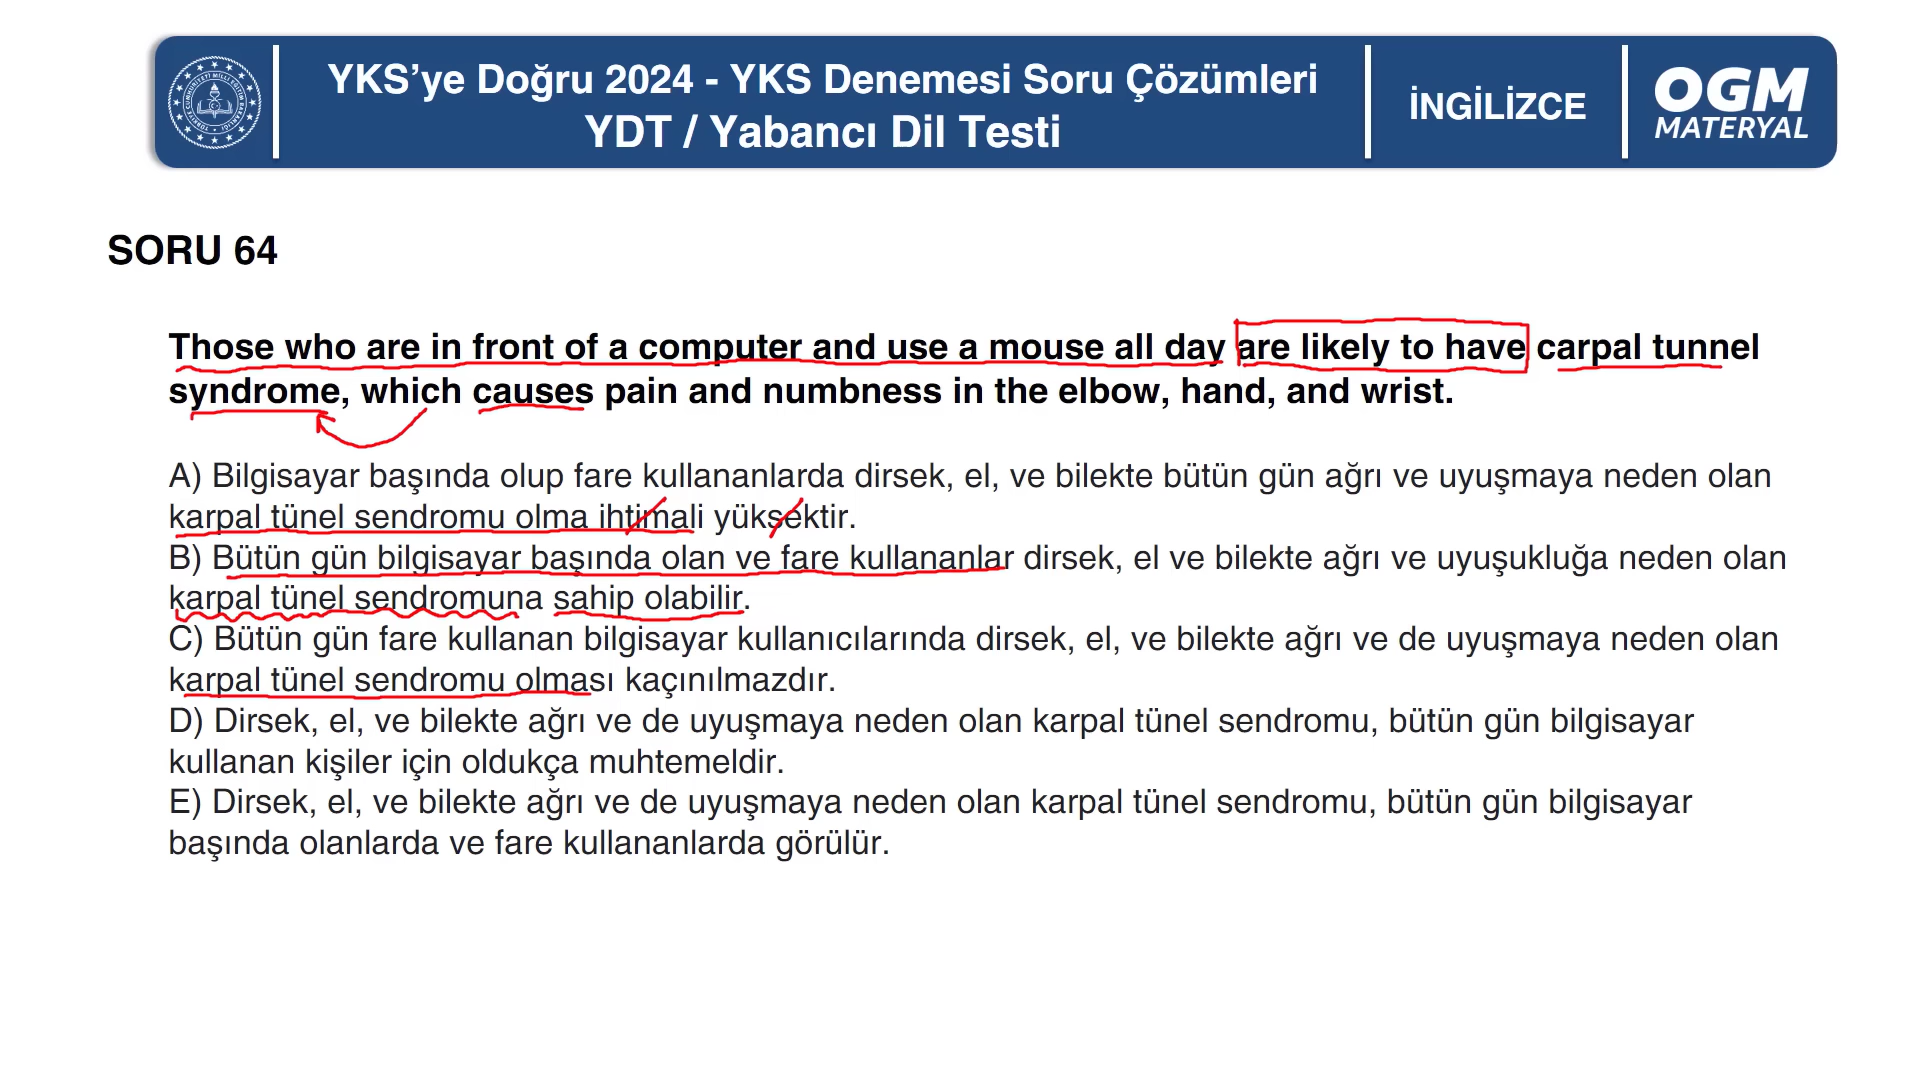 YKS’ye Doğru 2024 - YKS Denemesi Soru Çözümleri
YDT / Yabancı Dil Testi
İNGİLİZCE
OGM
MATERYAL
SORU 64
Those who are in front of a computer and use a mouse all day are likely to have carpal tunnel
syndrome, which causes pain and numbness in the elbow, hand, and wrist.
A) Bilgisayar başında olup fare kullananlarda dirsek, el, ve bilekte bütün gün ağrı ve uyuşmaya neden olan
karpal tünel sendromu olma ihtimali yüksektir.
B) Bütün gün bilgisayar başında olan ve fare kullananlar dirsek, el ve bilekte ağrı ve uyuşukluğa neden olan
karpal tünel sendromuna sahip olabilir.
C) Bütün gün fare kullanan bilgisayar kullanıcılarında dirsek, el, ve bilekte ağrı ve de uyuşmaya neden olan
karpal tünel sendromu olması kaçınılmazdır.
D) Dirsek, el, ve bilekte ağrı ve de uyuşmaya neden olan karpal tünel sendromu, bütün gün bilgisayar
kullanan kişiler için oldukça muhtemeldir.
E) Dirsek, el, ve bilekte ağrı ve de uyuşmaya neden olan karpal tünel sendromu, bütün gün bilgisayar
başında olanlarda ve fare kullananlarda görülür.